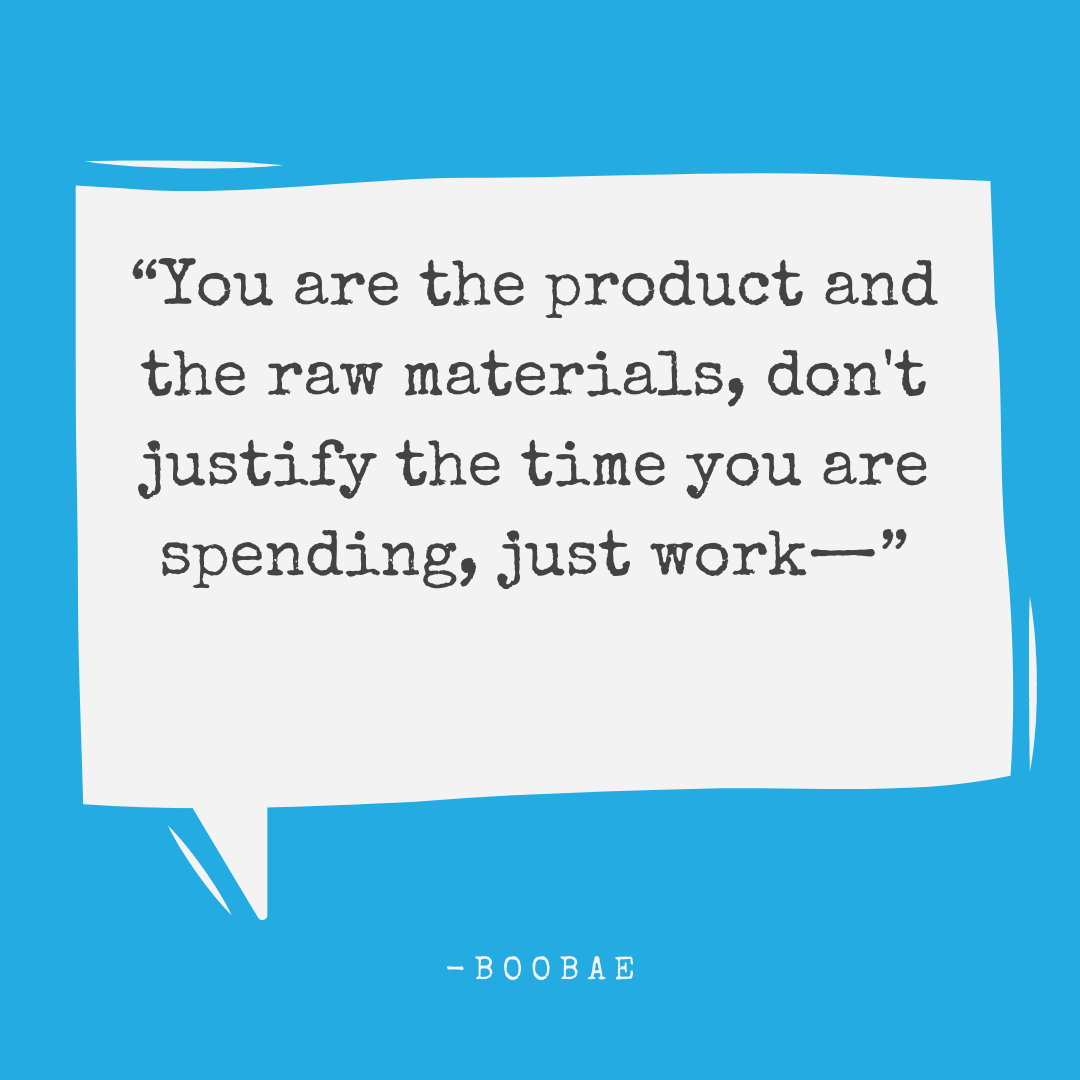 “You are the product and
the raw materials, don't
justify the time you are
spending, just work—”
–BOOBAE